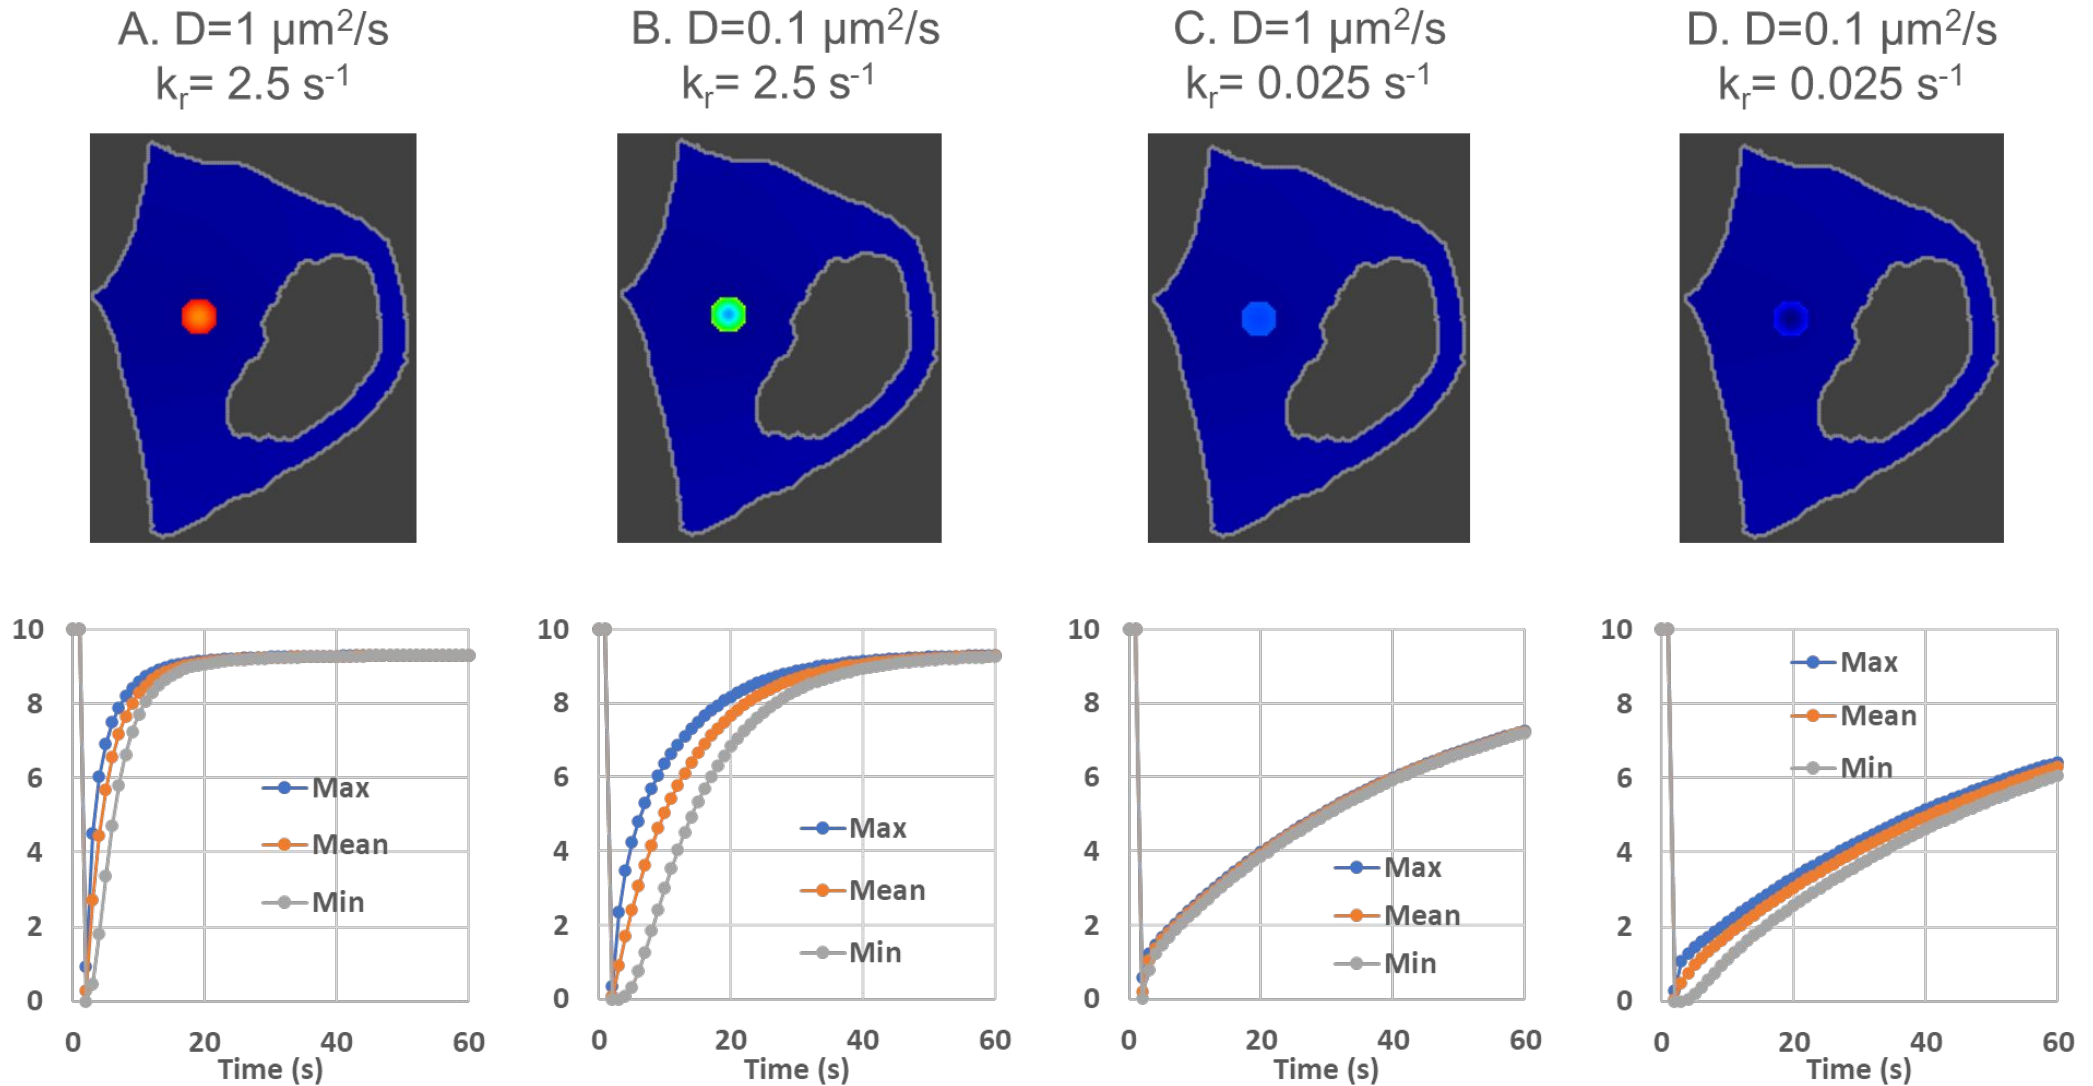 A. D=1 µm2/s
kr= 2.5 s-1
B. D=0.1 µm2/s
kr= 2.5 s-1
C. D=1 µm2/s
kr= 0.025 s-1
D. D=0.1 µm2/s
kr= 0.025 s-1
10
8
6
4
2
0
Max
Mean
Min
0 20 40 60
Time (s)
10
8
6
4
2
0
Max
Mean
Min
0 20 40 60
Time (s)
10
8
6
4
2
0
Max
Mean
Min
0 20 40 60
Time (s)
10
8
6
4
2
0
Max
Mean
Min
0 20 40 60
Time (s)